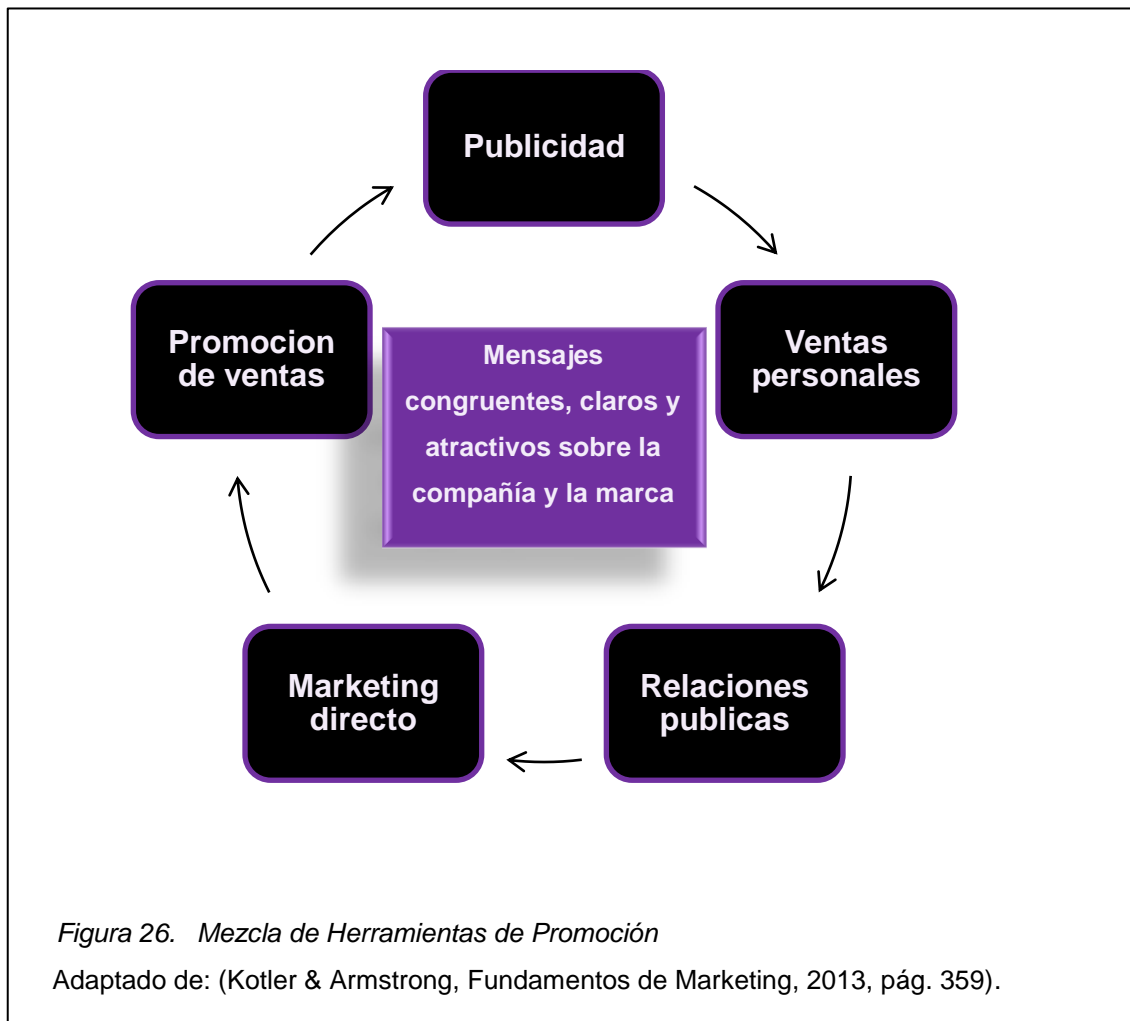 Publicidad
Promocion
de ventas
Ventas
personales
Mensajes
congruentes, claros y
atractivos sobre la
compañía y la marca
Marketing
directo
Relaciones
publicas
Figura 26. Mezcla de Herramientas de Promoción
Adaptado de: (Kotler & Armstrong, Fundamentos de Marketing, 2013, pág. 359).